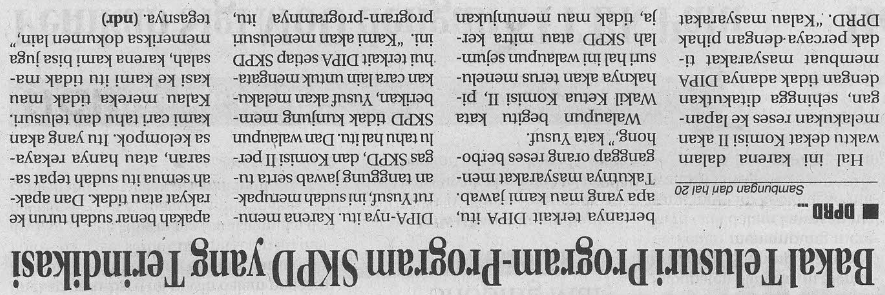 Bakal Telusuri Program-Program SKPD yang Terindikasi
■ DPRD ...
Sambungan dari hal 20
Hal ini karena dalam
waktu dekat Komisi II akan
melakukan reses ke lapan-
gan, sehingga ditakutkan
dengan tidak adanya DIPA
membuat masyarakat ti-
dak percaya dengan pihak
DPRD. “Kalau masyarakat
bertanya terkait DIPA itu,
apa yang mau kami jawab.
Takutnya masyarakat men-
ganggap orang reses berbo-
hong,” kata Yusuf.
Walaupun begitu kata
Wakil Ketua Komisi II, pi-
haknya akan terus menelu-
suri hal ini walaupun sejum-
lah SKPD atau mitra ker-
ja, tidak mau menunjukan
DIPA-nya itu. Karena menu-
rut Yusuf, ini sudah merupak-
an tanggung jawab serta tu-
gas SKPD, dan Komisi II per-
lu tahu hal itu. Dan walaupun
SKPD tidak kunjung mem-
berikan, Yusuf akan melaku-
kan cara lain untuk mengata-
hui terkait DIPA setiap SKPD
ini. “Kami akan menelusuri
program-programnya itu,
apakah benar sudah turun ke
rakyat atau tidak. Dan apak-
ah semua itu sudah tepat sa-
saran, atau hanya rekaya-
sa kelompok. Itu yang akan
kami cari tahu dan telusuri.
Kalau mereka tidak mau
kasi ke kami itu tidak ma-
salah, karena kami bisa juga
memeriksa dokumen lain,”
tegasnya. (ndr)